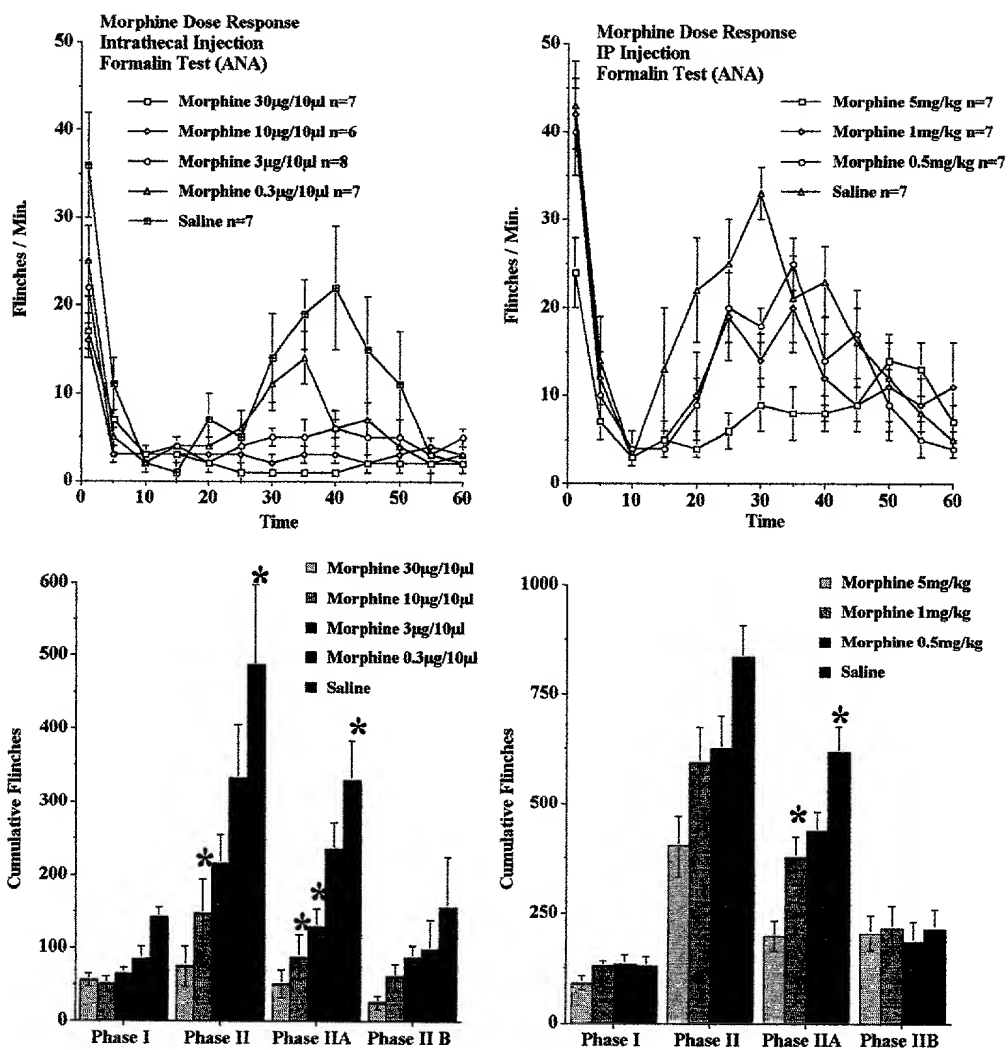 Morphine Dose Response
Intrathecal Injection
Formalin Test (ANA)
Morphine 30µg/10µl n=7
Morphine 10µg/10µl n=6
Morphine 3µg/10µl n=8
Morphine 0.3µg/10µl n=7
Saline n=7
Flinches / Min.
50
40
30
20
10
0
0 10 20 30 40 50 60
Time
Morphine Dose Response
IP Injection
Formalin Test (ANA)
Morphine 5mg/kg n=7
Morphine 1mg/kg n=7
Morphine 0.5mg/kg n=7
Saline n=7
Flinches / Min.
50
40
30
20
10
0
0 10 20 30 40 50 60
Time
Morphine 30µg/10µl
Morphine 10µg/10µl
Morphine 3µg/10µl
Morphine 0.3µg/10µl
Saline
Cumulative Flinches
600
500
400
300
200
100
0
*
*
*
*
*
Phase I Phase II Phase IIA Phase II B
Morphine 5mg/kg
Morphine 1mg/kg
Morphine 0.5mg/kg
Saline
Cumulative Flinches
1000
750
500
250
0
*
*
Phase I Phase II Phase IIA Phase IIB